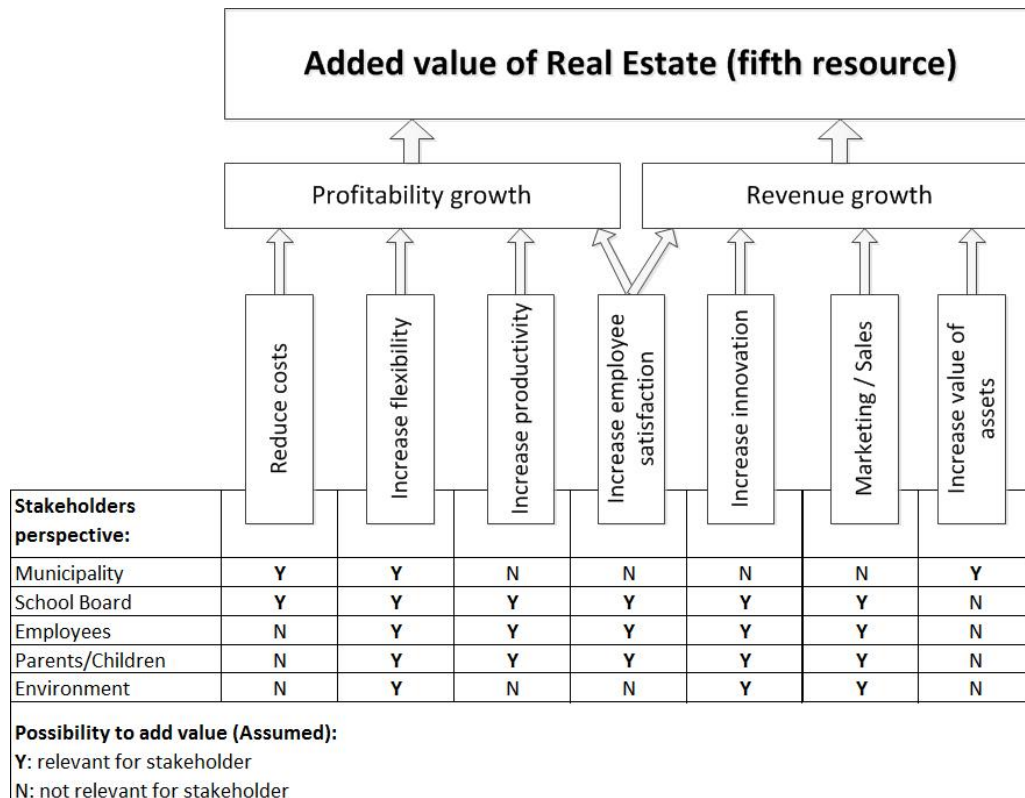 Added value of Real Estate (fifth resource)
Profitability growth
Revenue growth
Reduce costs
Increase flexibility
Increase productivity
Increase employee
satisfaction
Increase innovation
Marketing / Sales
Increase value of
assets
Stakeholders
perspective:
Municipality Y Y N N N N Y
School Board Y Y Y Y Y Y N
Employees N Y Y Y Y Y N
Parents/Children N Y Y Y Y Y N
Environment N Y N N Y Y N
Possibility to add value (Assumed):
Y: relevant for stakeholder
N: not relevant for stakeholder